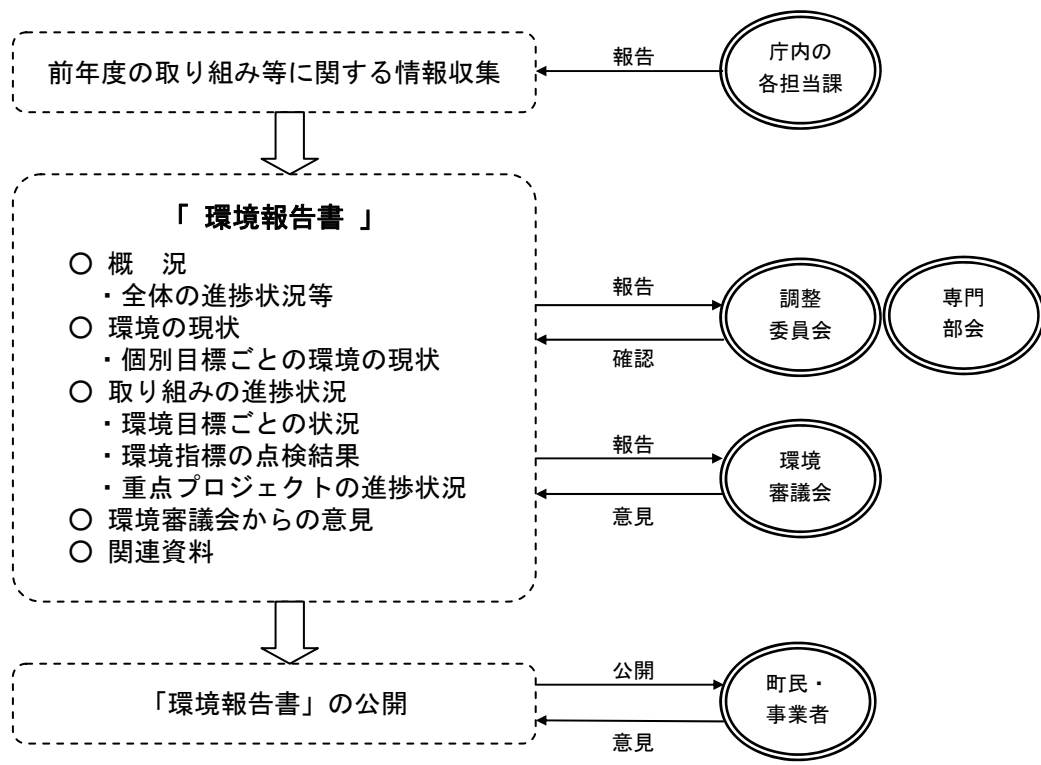 前年度の取り組み等に関する情報収集
報告
庁内の
各担当課
「 環境報告書 」
○ 概　況
・全体の進捗状況等
○ 環境の現状
・個別目標ごとの環境の現状
○ 取り組みの進捗状況
・環境目標ごとの状況
・環境指標の点検結果
・重点プロジェクトの進捗状況
○ 環境審議会からの意見
○ 関連資料
報告
確認
調整
委員会
専門
部会
報告
意見
環境
審議会
「環境報告書」の公開
公開
意見
町民・
事業者